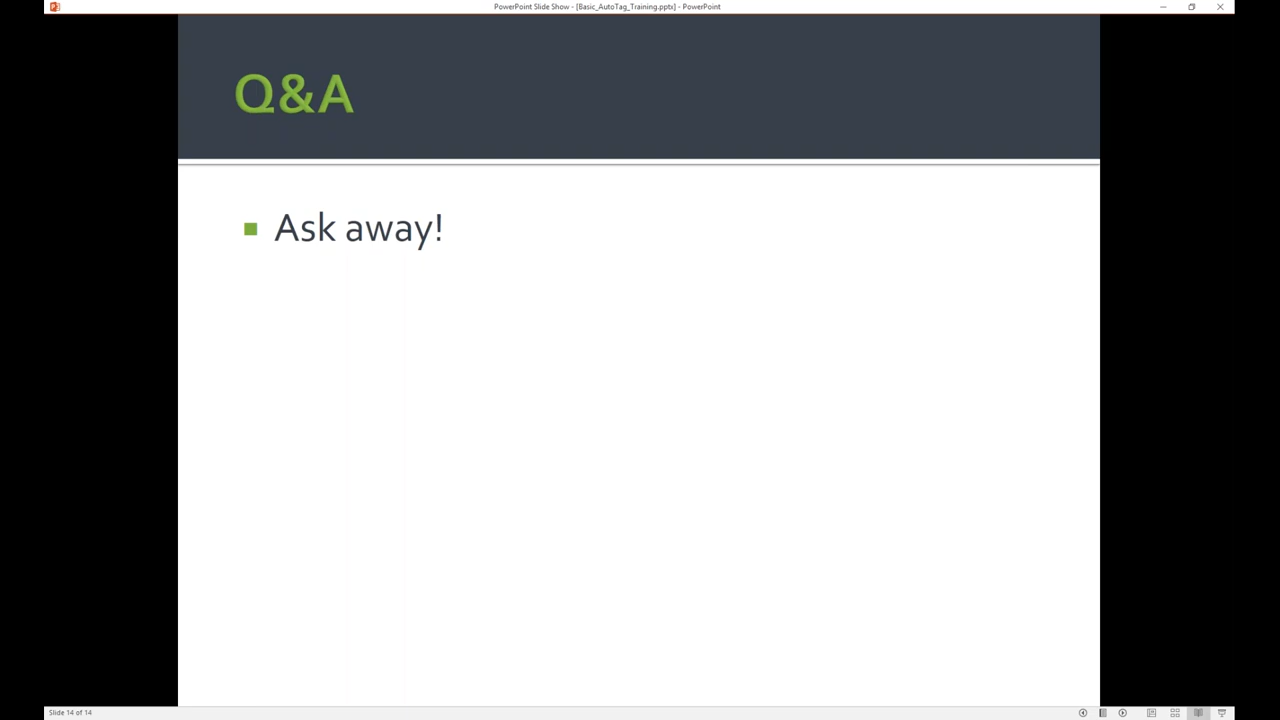 PowerPoint Slide Show - [Basic_AutoTag_Training.pptx] - PowerPoint
Q&A
Ask away!
Slide 14 of 14